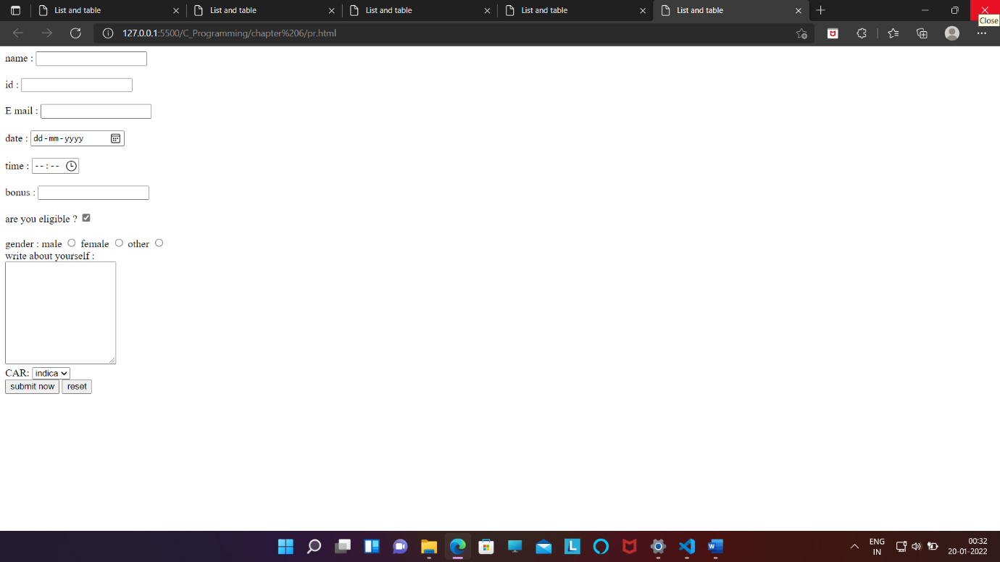 List and table List and table List and table List and table List and table
Close
127.0.0.1:5500/C_Programming/chapter%206/pr.html
name :
id :
E mail :
date : dd-mm-yyyy
time : --:--
bonus :
are you eligible ?
gender : male female other
write about yourself :
CAR: indica
submit now reset
L W
ENG 00:32
IN 20-01-2022